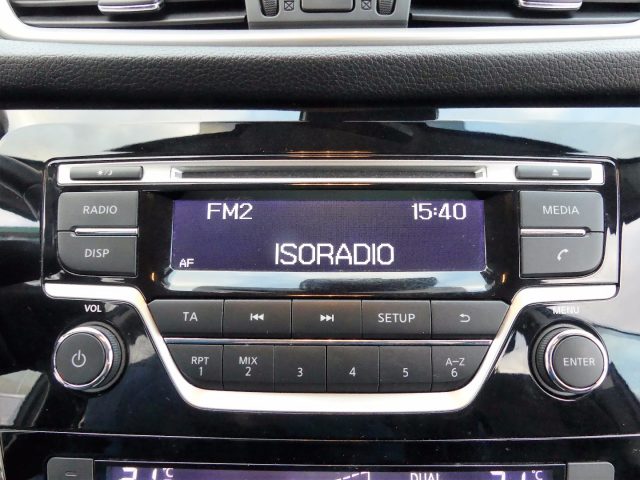 RADIO
FM2 15:40
MEDIA
DISP
AF ISORADIO
VOL
TA SETUP
MENU
RPT 1 MIX 2 3 4 5 A-Z 6
ENTER
°C DUAL °C